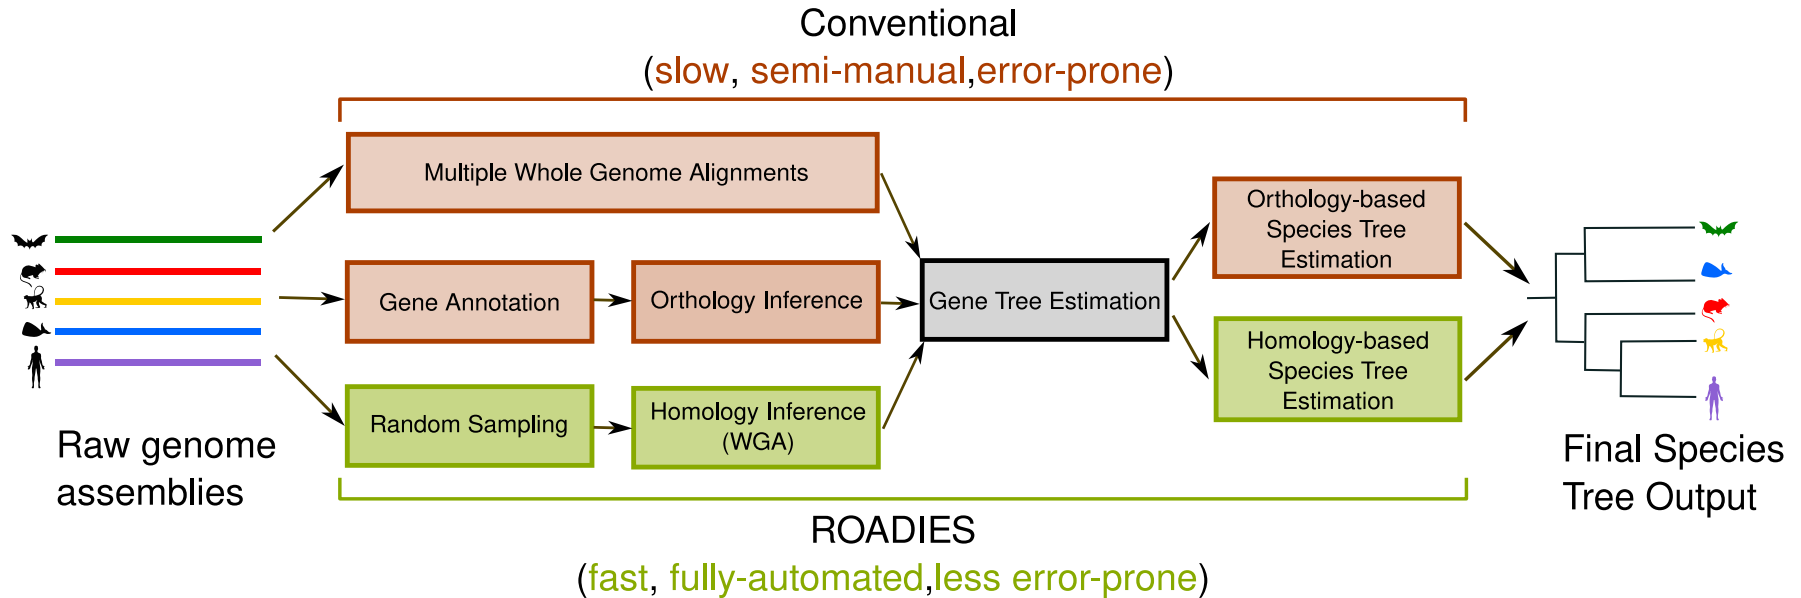 Conventional
(slow, semi-manual,error-prone)
Multiple Whole Genome Alignments
Gene Annotation
Orthology Inference
Random Sampling
Homology Inference
(WGA)
Gene Tree Estimation
Orthology-based
Species Tree
Estimation
Homology-based
Species Tree
Estimation
Raw genome
assemblies
Final Species
Tree Output
ROADIES
(fast, fully-automated,less error-prone)